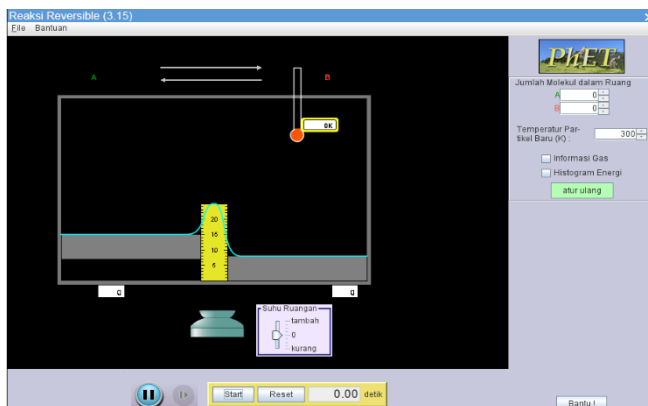 Reaksi Reversible (3.15)
File Bantuan
A
B
0K
20
15
10
5
0
0
Suhu Ruangan
tambah
0
kurang
Start
Reset
0.00 detik
PhET
Jumlah Molekul dalam Ruang
A 0
B 0
Temperatur Par-
tikel Baru (K) : 300
Informasi Gas
Histogram Energi
atur ulang
Bantu !